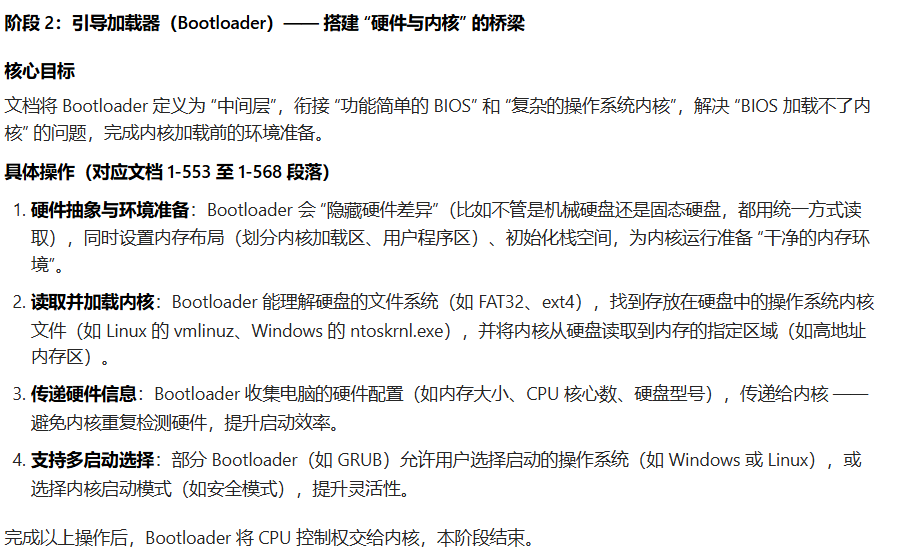 阶段 2：引导加载器（Bootloader）—— 搭建 “硬件与内核” 的桥梁
核心目标
文档将 Bootloader 定义为 “中间层”，衔接 “功能简单的 BIOS” 和 “复杂的操作系统内核”，解决 “BIOS 加载不了内
核” 的问题，完成内核加载前的环境准备。
具体操作（对应文档 1-553 至 1-568 段落）
1. 硬件抽象与环境准备：Bootloader 会 “隐藏硬件差异”（比如不管是机械硬盘还是固态硬盘，都用统一方式读
取），同时设置内存布局（划分内核加载区、用户程序区）、初始化栈空间，为内核运行准备 “干净的内存环
境”。
2. 读取并加载内核：Bootloader 能理解硬盘的文件系统（如 FAT32、ext4），找到存放在硬盘中的操作系统内核
文件（如 Linux 的 vmlinuz、Windows 的 ntoskrnl.exe），并将内核从硬盘读取到内存的指定区域（如高地址
内存区）。
3. 传递硬件信息：Bootloader 收集电脑的硬件配置（如内存大小、CPU 核心数、硬盘型号），传递给内核 ——
避免内核重复检测硬件，提升启动效率。
4. 支持多启动选择：部分 Bootloader（如 GRUB）允许用户选择启动的操作系统（如 Windows 或 Linux），或
选择内核启动模式（如安全模式），提升灵活性。
完成以上操作后，Bootloader 将 CPU 控制权交给内核，本阶段结束。